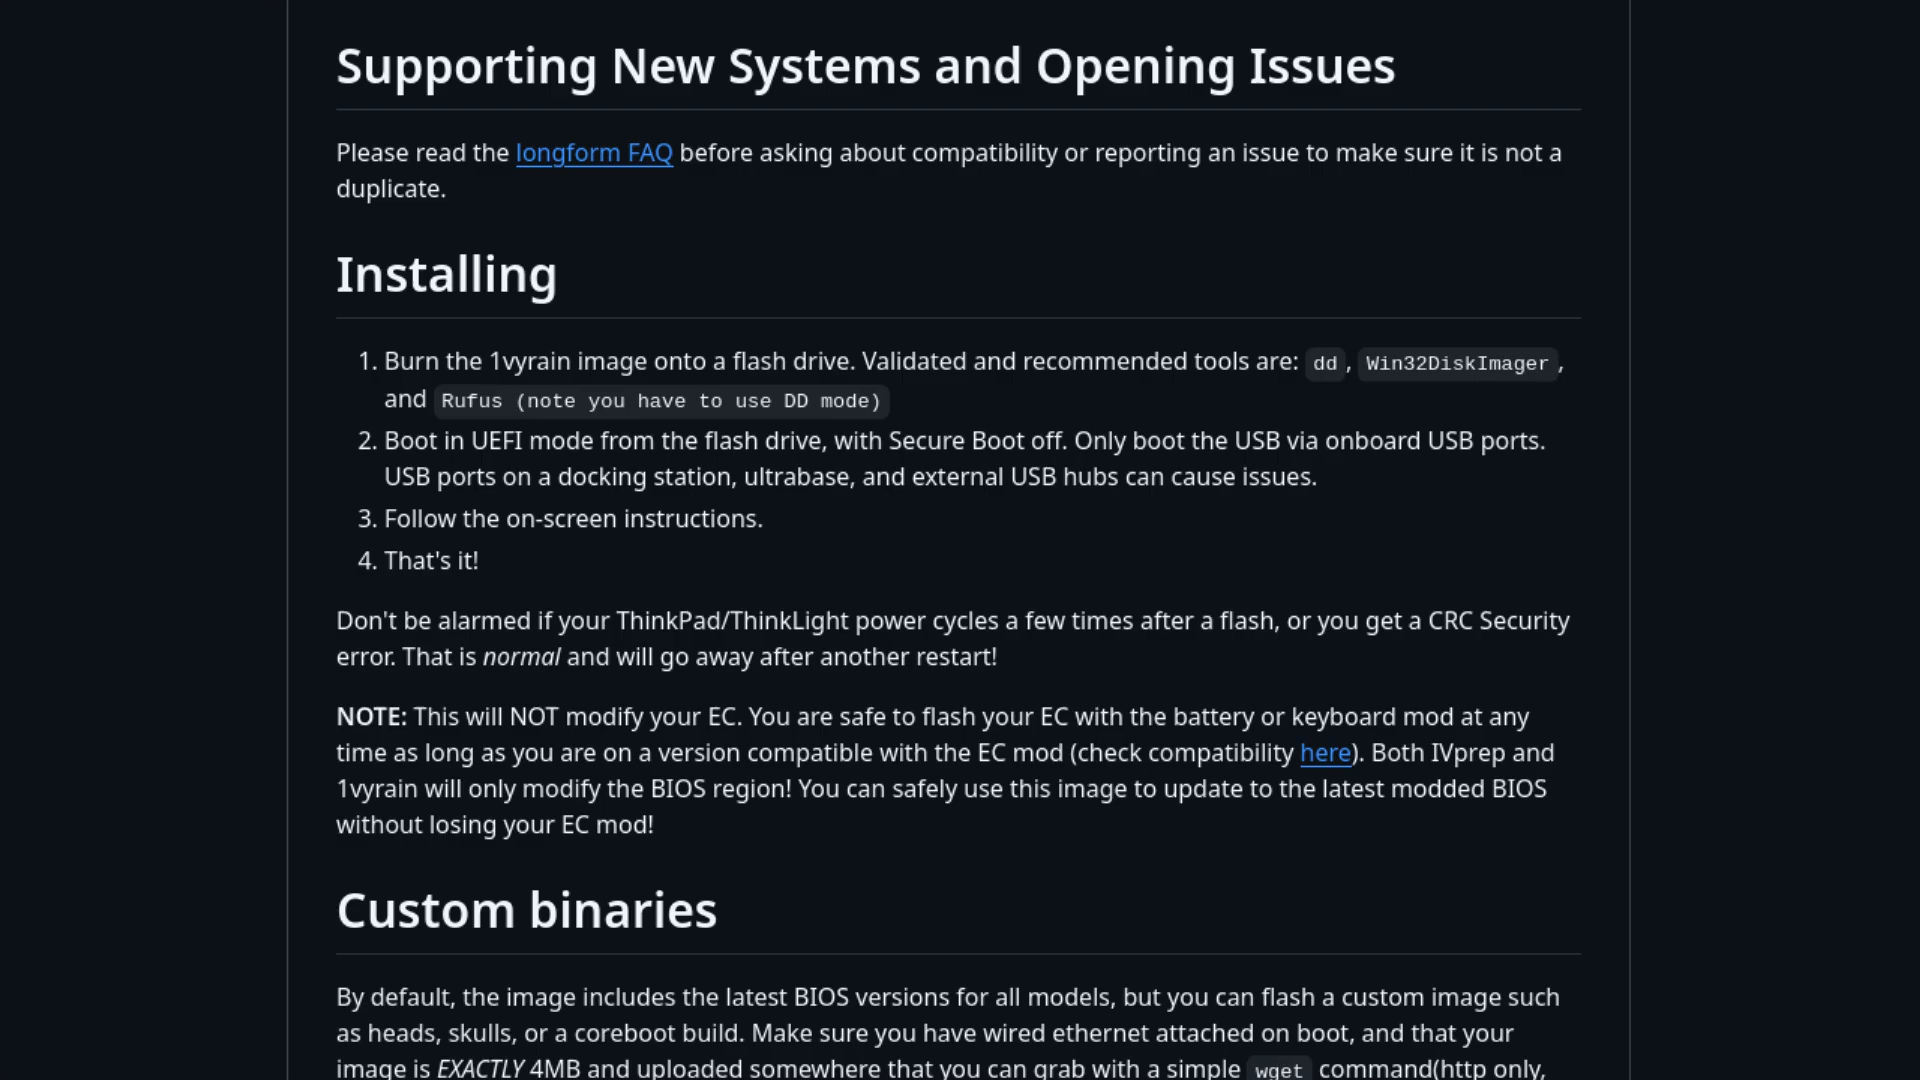 Supporting New Systems and Opening Issues
Please read the longform FAQ before asking about compatibility or reporting an issue to make sure it is not a
duplicate.
Installing
1. Burn the 1vyrain image onto a flash drive. Validated and recommended tools are: dd, Win32DiskImager,
and Rufus (note you have to use DD mode)
2. Boot in UEFI mode from the flash drive, with Secure Boot off. Only boot the USB via onboard USB ports.
USB ports on a docking station, ultrabase, and external USB hubs can cause issues.
3. Follow the on-screen instructions.
4. That's it!
Don't be alarmed if your ThinkPad/ThinkLight power cycles a few times after a flash, or you get a CRC Security
error. That is normal and will go away after another restart!
NOTE: This will NOT modify your EC. You are safe to flash your EC with the battery or keyboard mod at any
time as long as you are on a version compatible with the EC mod (check compatibility here). Both IVprep and
1vyrain will only modify the BIOS region! You can safely use this image to update to the latest modded BIOS
without losing your EC mod!
Custom binaries
By default, the image includes the latest BIOS versions for all models, but you can flash a custom image such
as heads, skulls, or a coreboot build. Make sure you have wired ethernet attached on boot, and that your
image is EXACTLY 4MB and uploaded somewhere that you can grab with a simple wget command(http only,